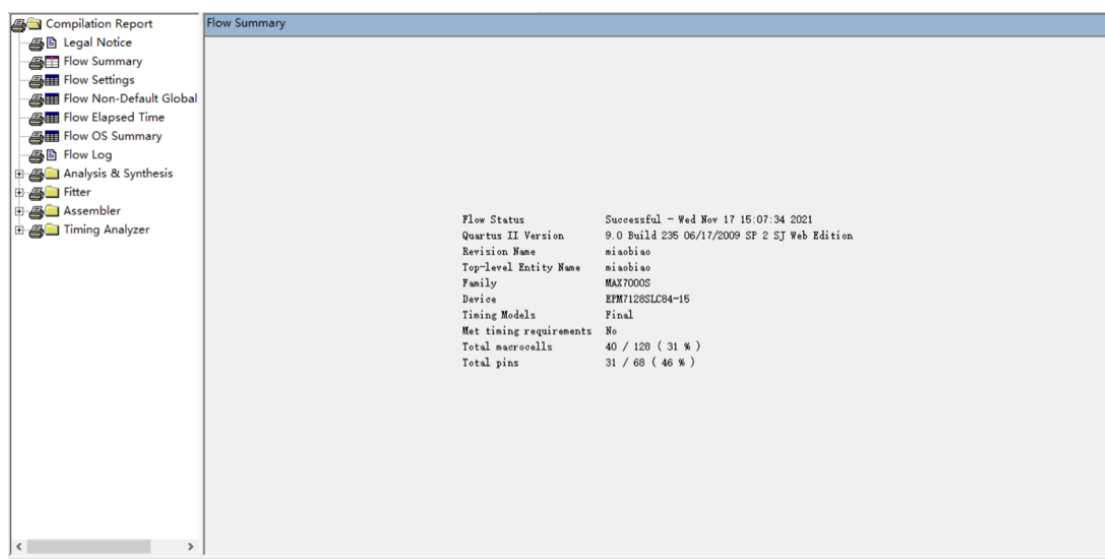 Compilation Report
Legal Notice
Flow Summary
Flow Settings
Flow Non-Default Global
Flow Elapsed Time
Flow OS Summary
Flow Log
Analysis & Synthesis
Fitter
Assembler
Timing Analyzer
Flow Summary
Flow Status Successful - Wed Nov 17 15:07:34 2021
Quartus II Version 9.0 Build 235 06/17/2009 SP 2 SJ Web Edition
Revision Name miaobiao
Top-level Entity Name miaobiao
Family MAX7000S
Device EPM7128SLC84-15
Timing Models Final
Met timing requirements No
Total macrocells 40 / 128 ( 31 % )
Total pins 31 / 68 ( 46 % )